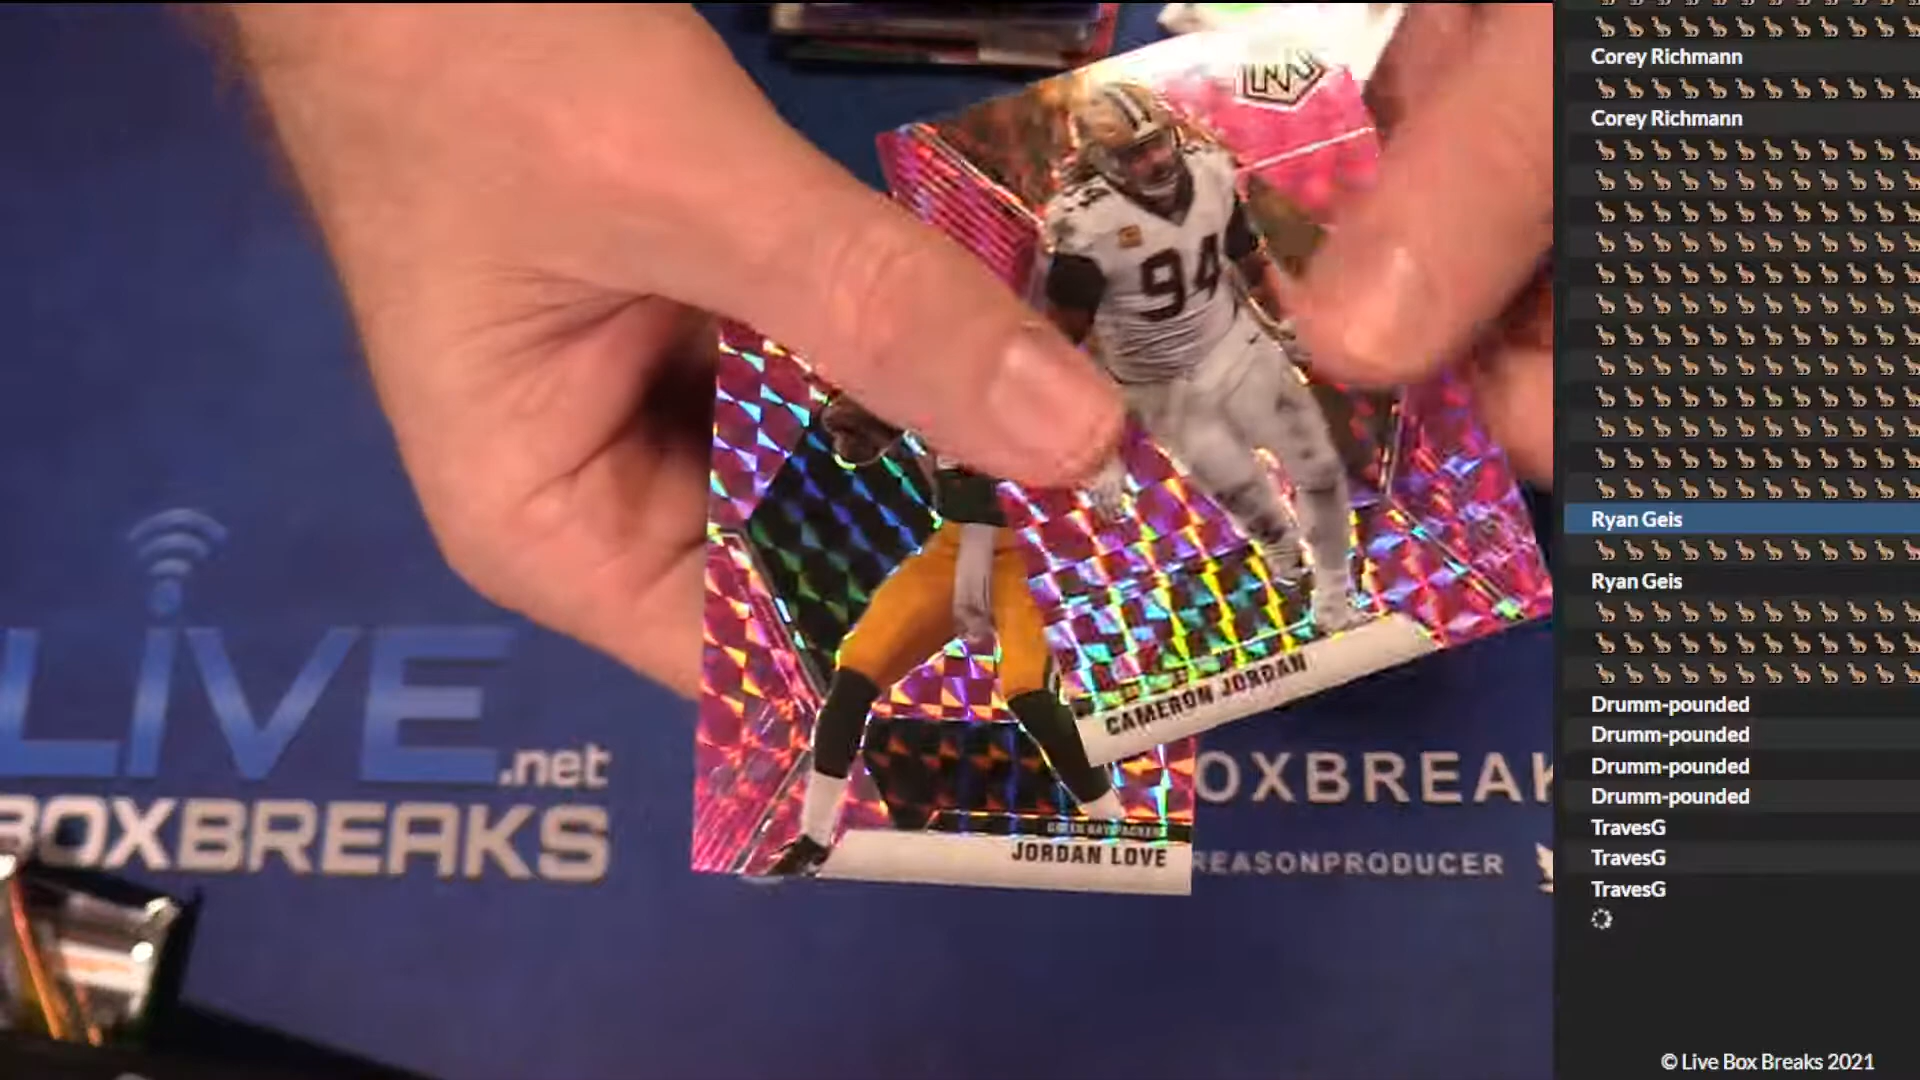 94
CAMERON JORDAN
GREEN BAY PACKERS
JORDAN LOVE
LIVE
.net
BOXBREAKS
OXBREAK
REASONPRODUCER
Corey Richmann
Corey Richmann
Ryan Geis
Ryan Geis
Drumm-pounded
Drumm-pounded
Drumm-pounded
Drumm-pounded
TravesG
TravesG
TravesG
© Live Box Breaks 2021